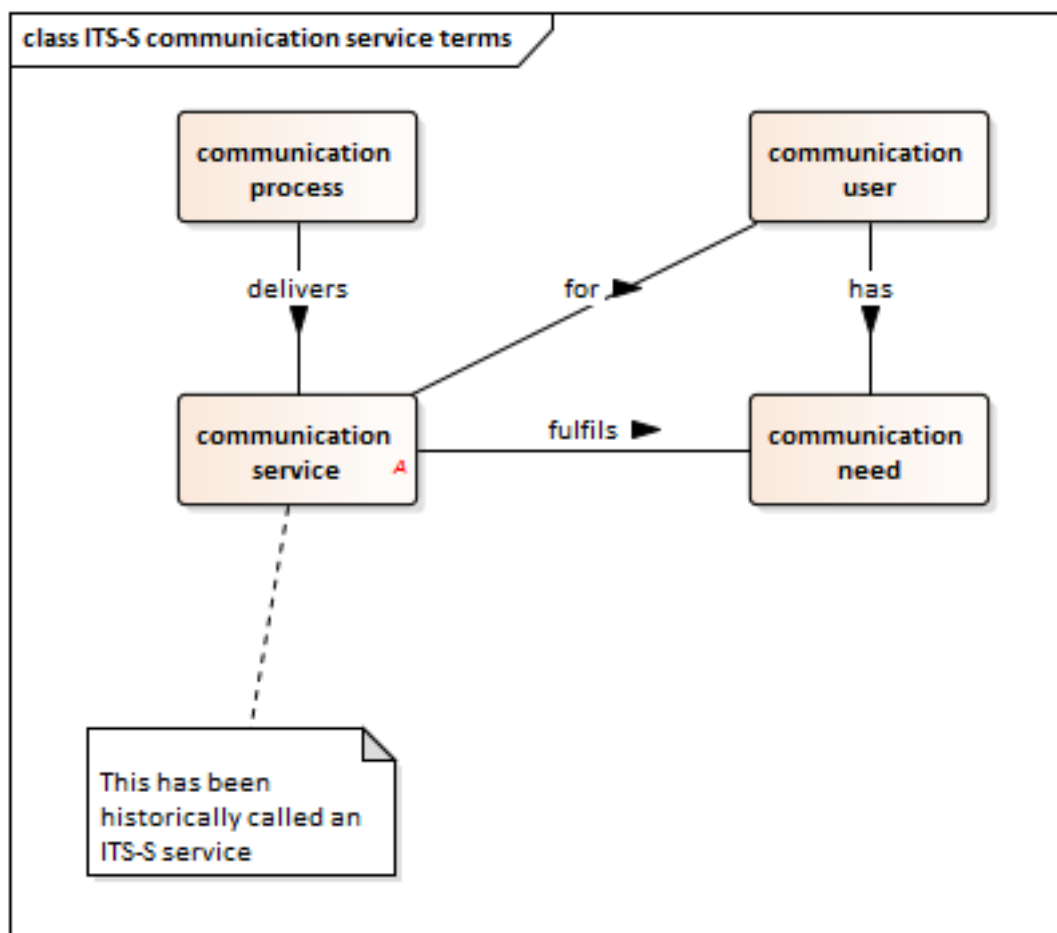 class ITS-S communication service terms
communication
process
communication
user
delivers
for
has
communication
service
A
fulfils
communication
need
This has been
historically called an
ITS-S service